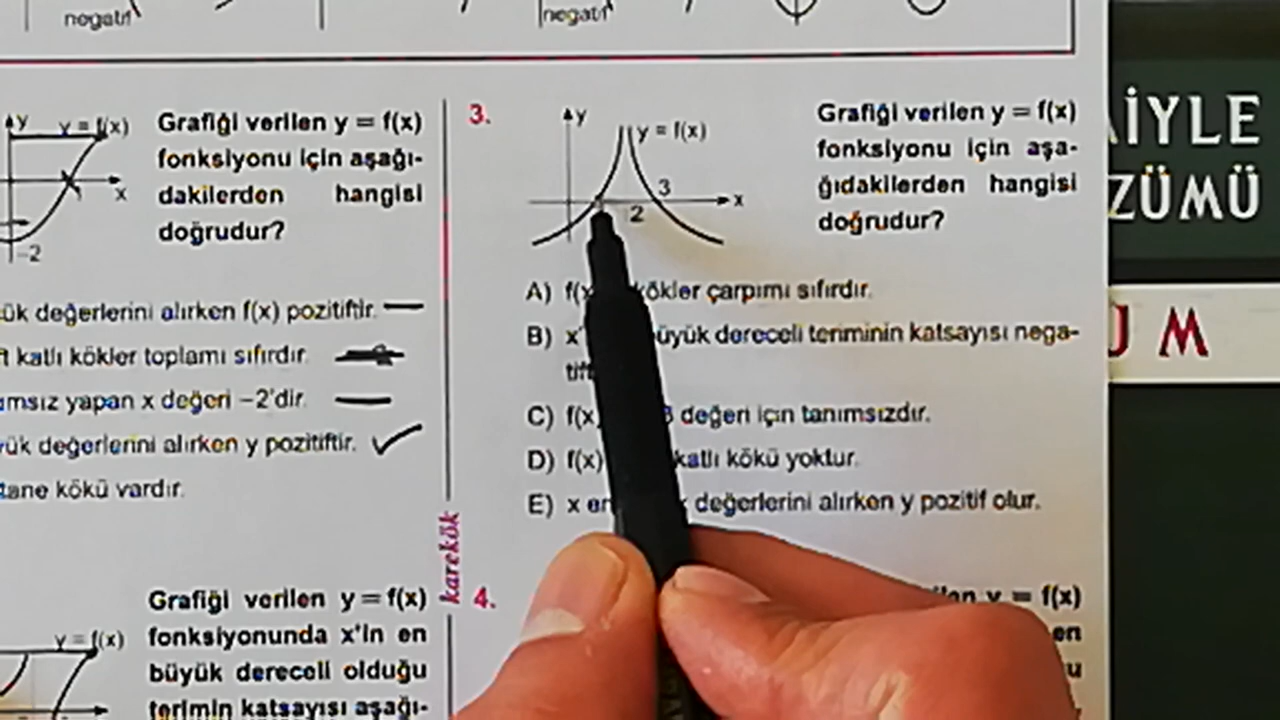 negatif
negatif
y
y = f(x)
x
-2
Grafiği verilen y = f(x)
fonksiyonu için aşağı-
dakilerden hangisi
doğrudur?
ük değerlerini alırken f(x) pozitiftir.
t katlı kökler toplamı sıfırdır.
msız yapan x değeri -2'dir.
ük değerlerini alırken y pozitiftir.
tane kökü vardır.
karekök
y = f(x)
Grafiği verilen y = f(x)
fonksiyonunda x'in en
büyük dereceli olduğu
terimin katsayısı aşağı-
3.
y
y = f(x)
3
x
2
Grafiği verilen y = f(x)
fonksiyonu için aşa-
ğıdakilerden hangisi
doğrudur?
A) f(x kökler çarpımı sıfırdır.
B) x' büyük dereceli teriminin katsayısı nega-
tift
C) f(x 3 değeri için tanımsızdır.
D) f(x) katlı kökü yoktur.
E) x en değerlerini alırken y pozitif olur.
4.
y = f(x)
en
u
İYLE
ZÜMÜ
U M